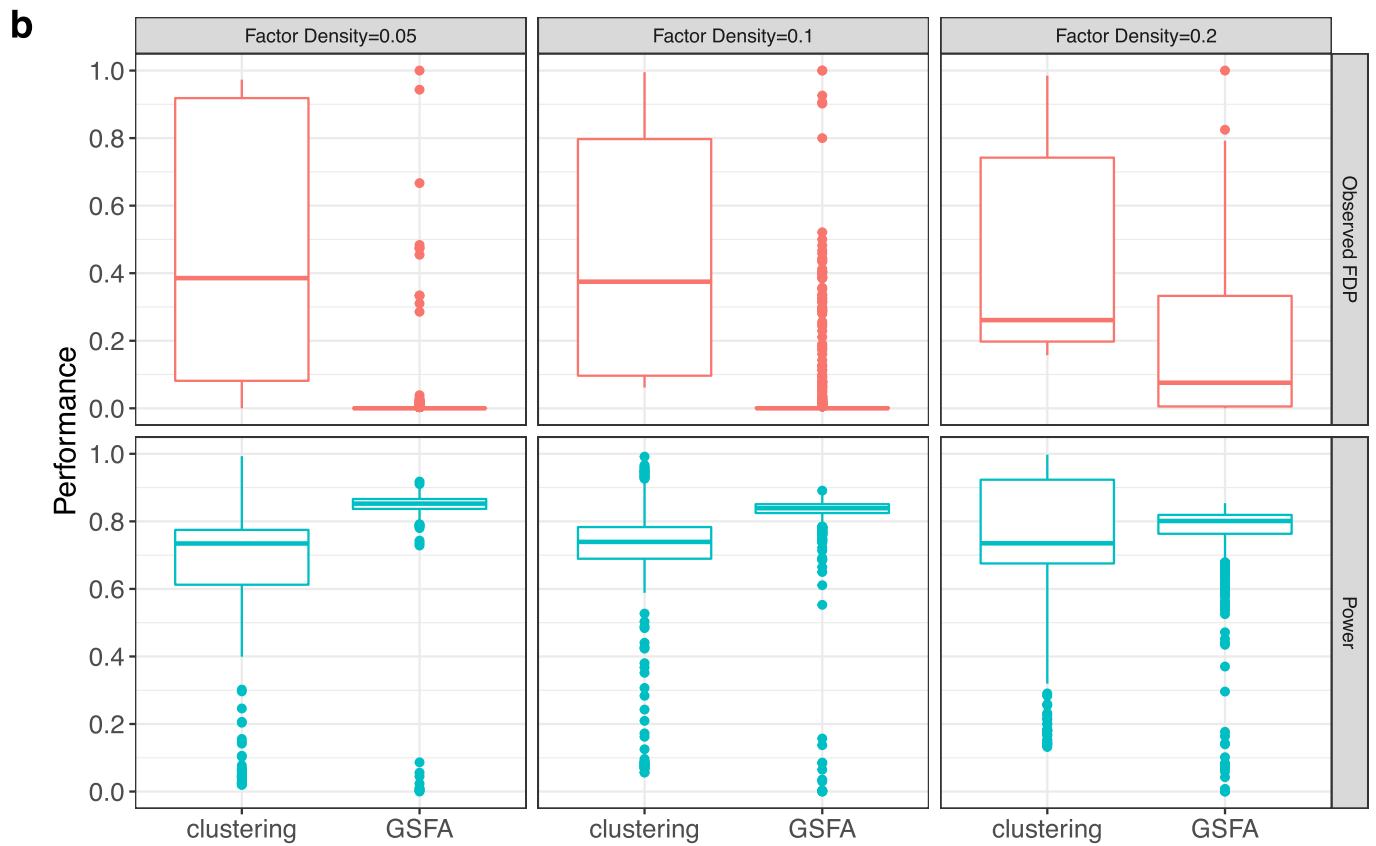 b
Factor Density=0.05
Factor Density=0.1
Factor Density=0.2
Performance
1.0
0.8
0.6
0.4
0.2
0.0
Observed FDP
1.0
0.8
0.6
0.4
0.2
0.0
Power
clustering
GSFA
clustering
GSFA
clustering
GSFA